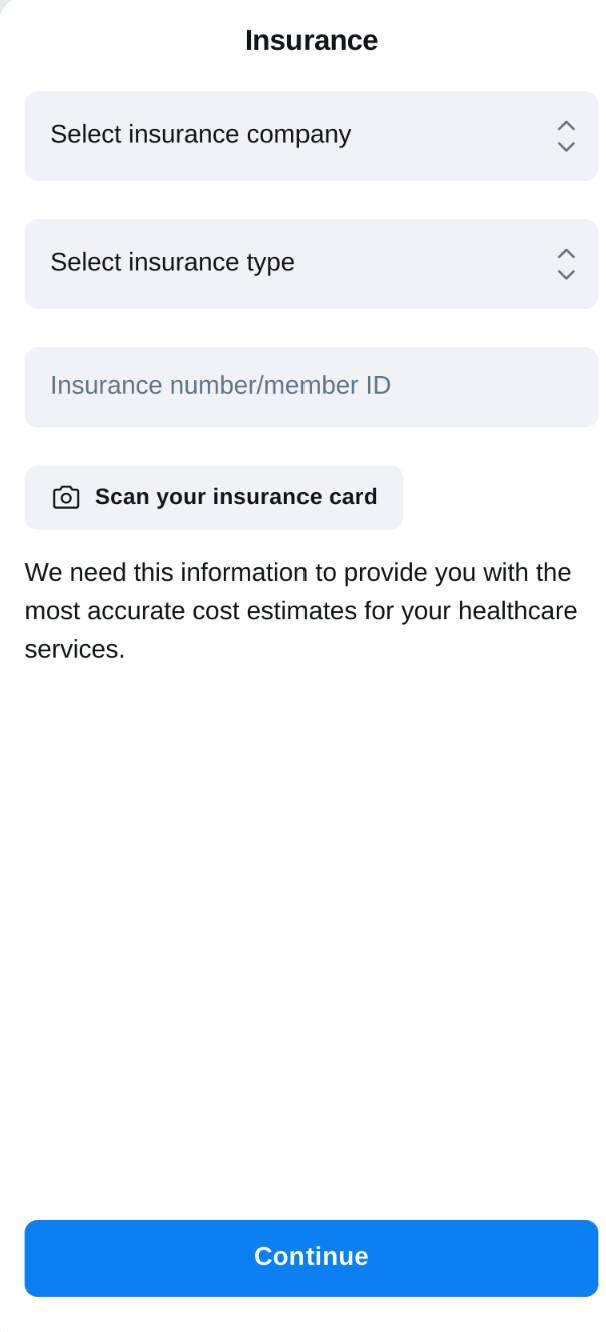 Insurance
Select insurance company
Select insurance type
Insurance number/member ID
Scan your insurance card
We need this information to provide you with the
most accurate cost estimates for your healthcare
services.
Continue